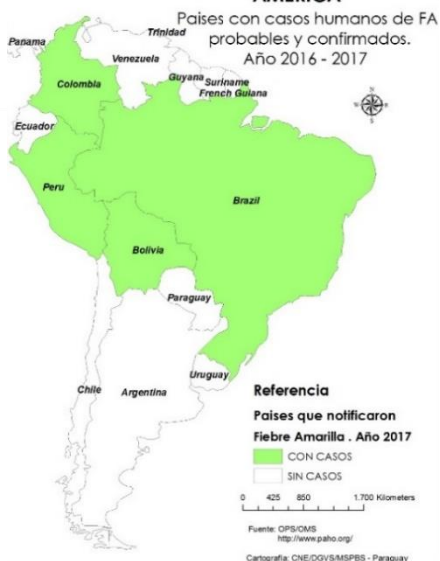 AMERICA
Paises con casos humanos de FA
probables y confirmados.
Año 2016 - 2017
Panama
Trinidad
Venezuela
Guyana
Suriname
French Guiana
Colombia
Ecuador
Peru
Brazil
Bolivia
Paraguay
Uruguay
Chile
Argentina
N
Referencia
Paises que notificaron
Fiebre Amarilla . Año 2017
CON CASOS
SIN CASOS
0 425 850 1.700 Kilometers
Fuente: OPS/OMS
http://www.paho.org/
Cartografia: CNE/DGVS/MSPBS - Paraguay